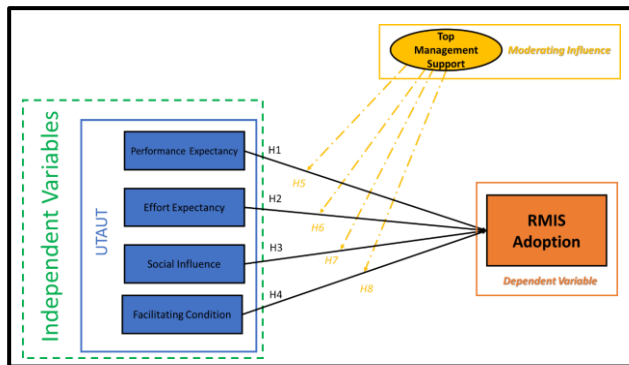 Top
Management
Support
Moderating Influence
Independent Variables
UTAUT
Performance Expectancy
H1
H5
Effort Expectancy
H2
H6
Social Influence
H3
H7
Facilitating Condition
H4
H8
RMIS
Adoption
Dependent Variable